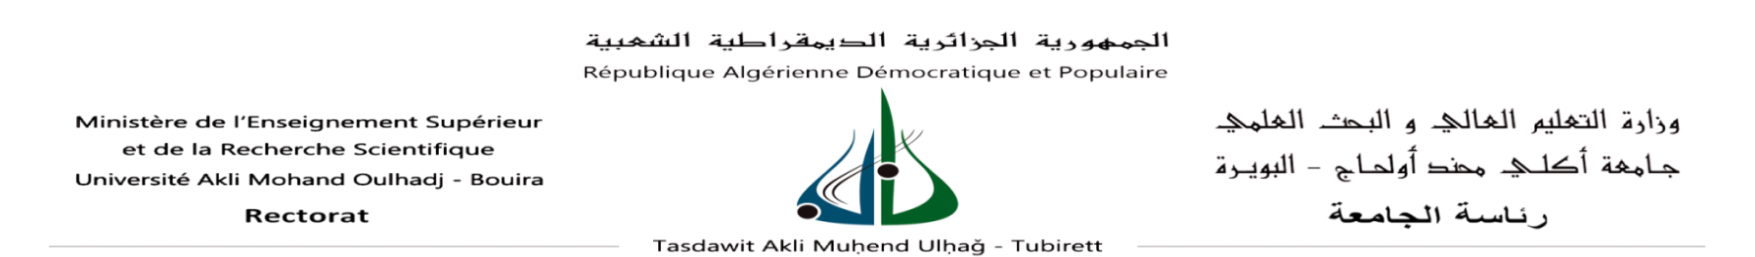 الجمهورية الجزائرية الديمقراطية الشعبية
République Algérienne Démocratique et Populaire
Ministère de l'Enseignement Supérieur
et de la Recherche Scientifique
Université Akli Mohand Oulhadj - Bouira
Rectorat
وزارة التعليم العالي و البحث العلمي
جامعة أكلي محند أولحاج - البويرة
رئاسة الجامعة
Tasdawit Akli Muḥend Ulḥağ - Tubirett